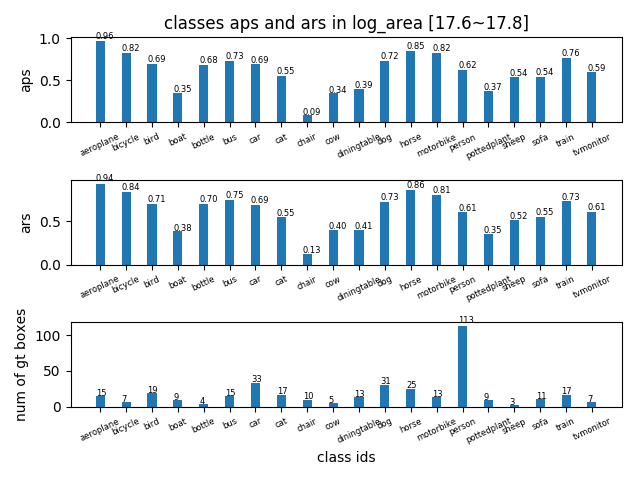 classes aps and ars in log_area [17.6~17.8]
aps
1.0
0.5
0.0
0.96 0.82 0.69 0.35 0.68 0.73 0.69 0.55 0.09 0.34 0.39 0.72 0.85 0.82 0.62 0.37 0.54 0.54 0.76 0.59
aeroplane bicycle bird boat bottle bus car cat chair cow diningtable dog horse motorbike person pottedplant sheep sofa train tvmonitor
ars
0.5
0.0
0.94 0.84 0.71 0.38 0.70 0.75 0.69 0.55 0.13 0.40 0.41 0.73 0.86 0.81 0.61 0.35 0.52 0.55 0.73 0.61
aeroplane bicycle bird boat bottle bus car cat chair cow diningtable dog horse motorbike person pottedplant sheep sofa train tvmonitor
num of gt boxes
100
50
0
15 7 19 9 4 15 33 17 10 5 13 31 25 13 113 9 3 11 17 7
aeroplane bicycle bird boat bottle bus car cat chair cow diningtable dog horse motorbike person pottedplant sheep sofa train tvmonitor
class ids